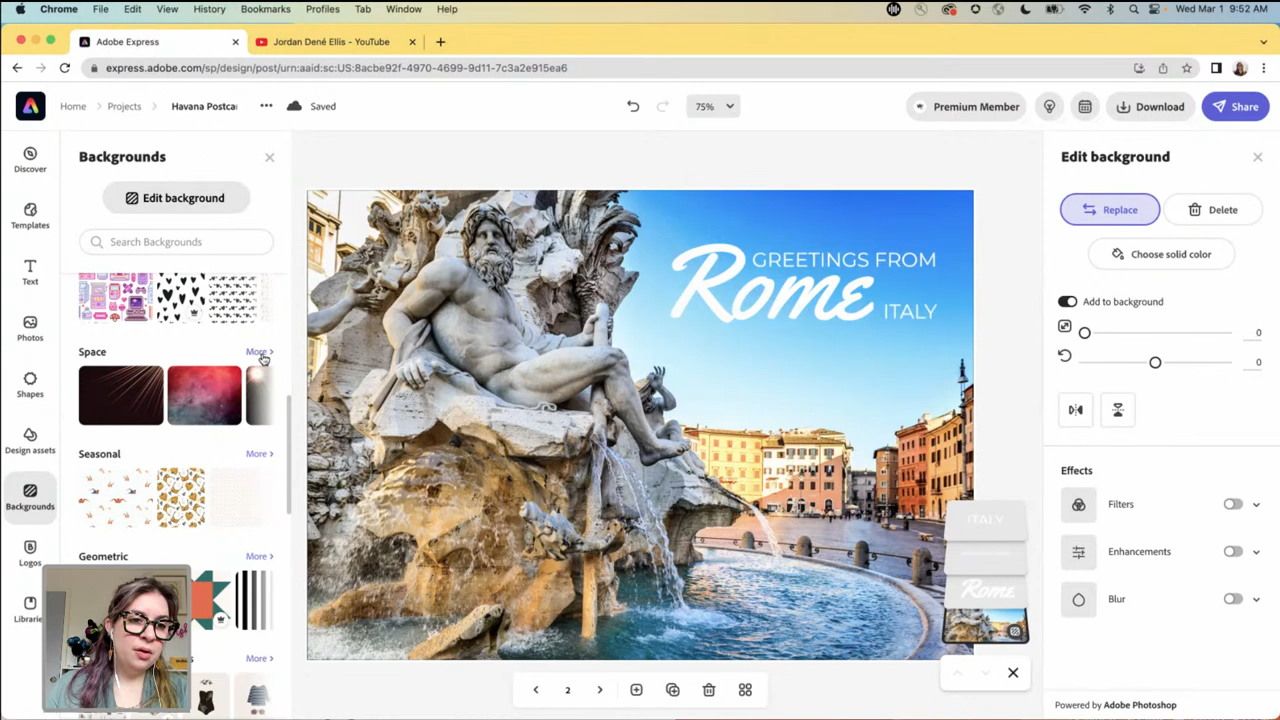 Chrome File Edit View History Bookmarks Profiles Tab Window Help Wed Mar 1 9:52 AM
Adobe Express Jordan Dené Ellis - YouTube
express.adobe.com/sp/design/post/urn:aaid:sc:US:8acbe92f-4970-4699-9d11-7c3a2e915ea6
Home Projects Havana Postca Saved 75% Premium Member Download Share
Discover
Templates
Text
Photos
Shapes
Design assets
Backgrounds
Logos
Librarie
Backgrounds
Edit background
Search Backgrounds
Space More
Seasonal More
Geometric More
More
GREETINGS FROM
Rome
ITALY
ITALY
Rome
2
Edit background
Replace Delete
Choose solid color
Add to background
0
0
Effects
Filters
Enhancements
Blur
Powered by Adobe Photoshop